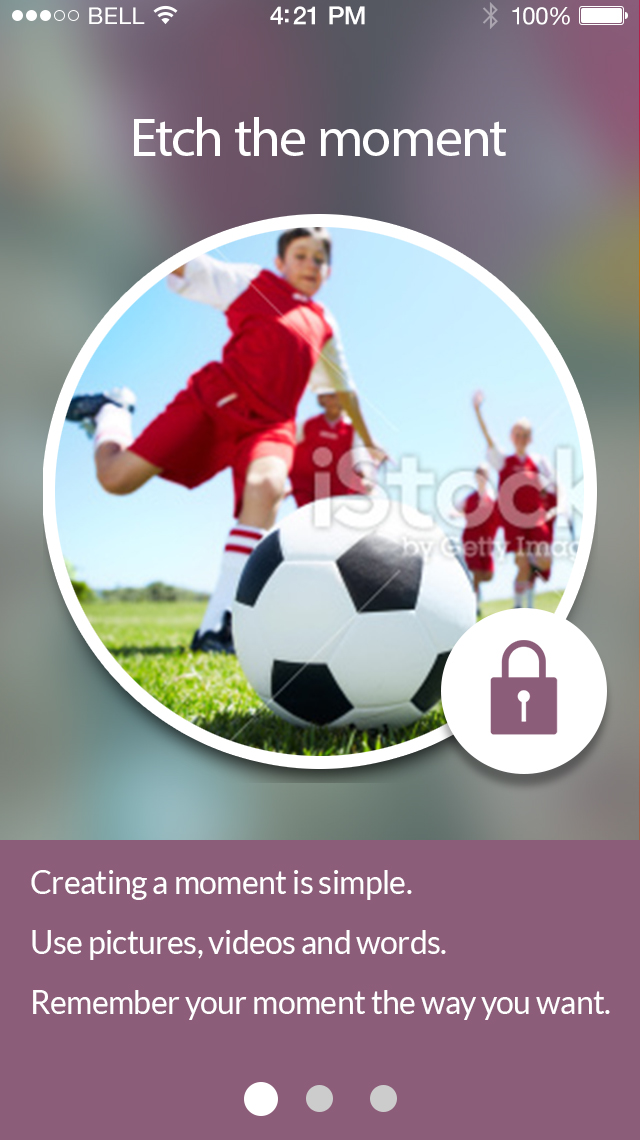 BELL 4:21 PM 100%
Etch the moment
iStock
by Getty Imag
Creating a moment is simple.
Use pictures, videos and words.
Remember your moment the way you want.